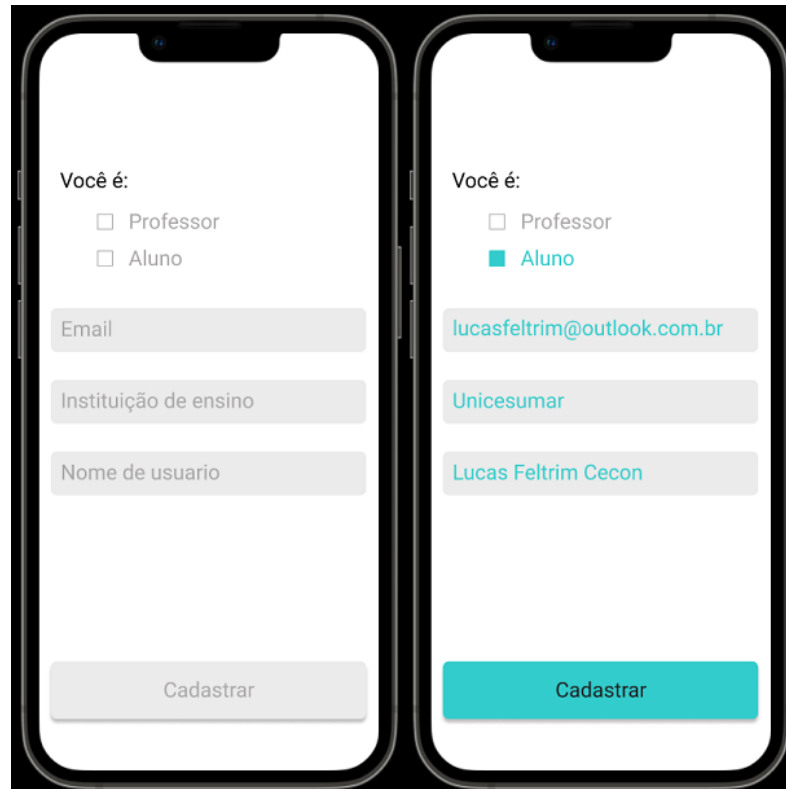 Você é:
Professor
Aluno
Email
Instituição de ensino
Nome de usuario
Cadastrar
Você é:
Professor
Aluno
lucasfeltrim@outlook.com.br
Unicesumar
Lucas Feltrim Cecon
Cadastrar